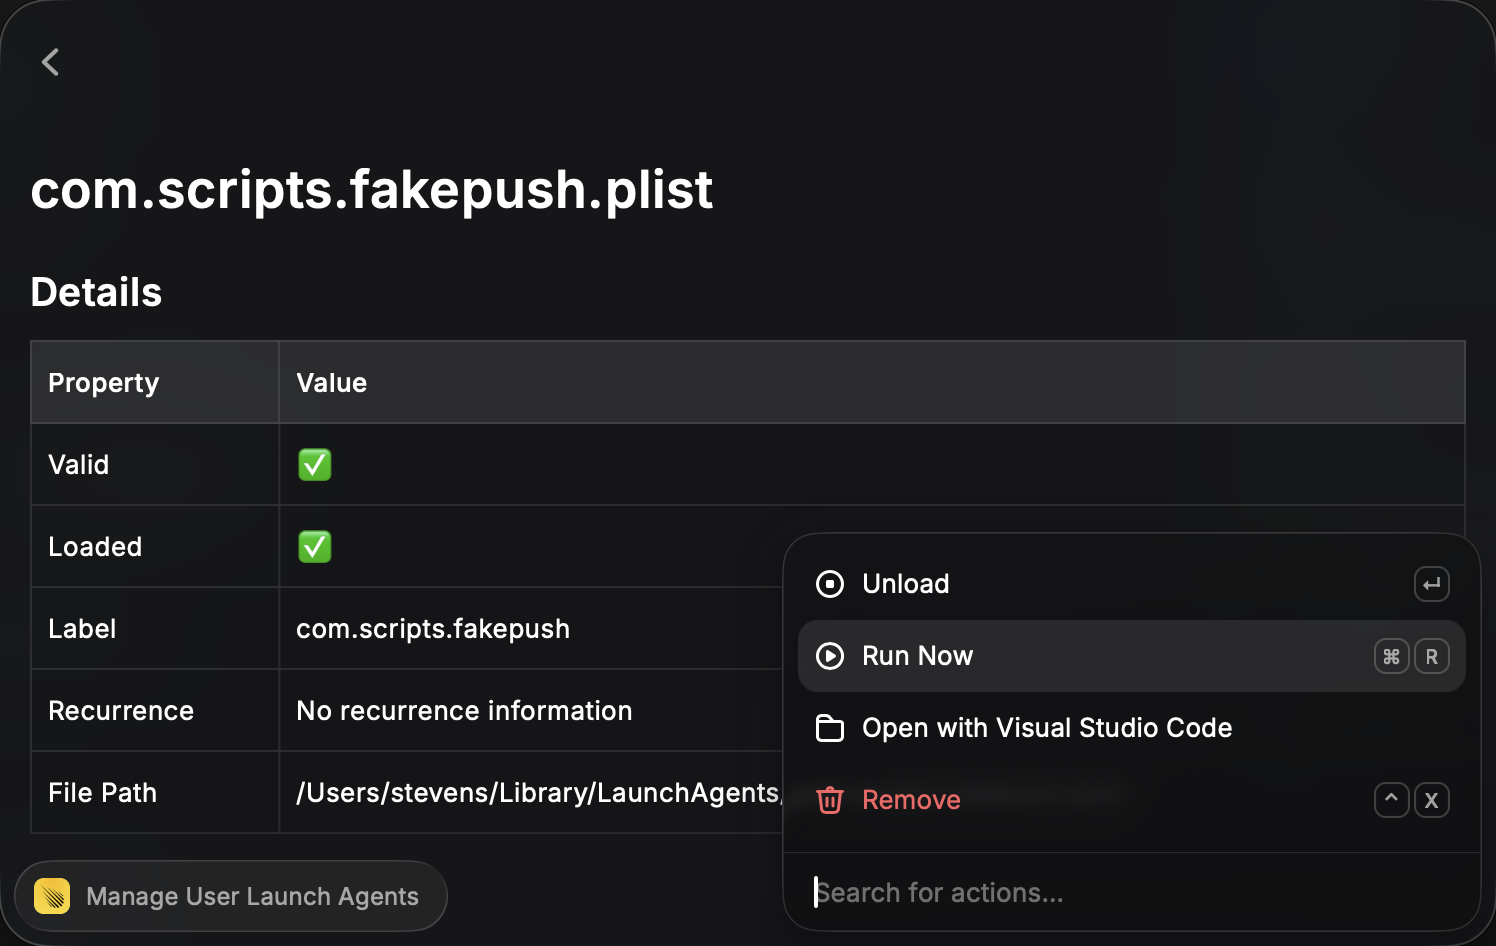 com.scripts.fakepush.plist
Details
Property Value
Valid ✅
Loaded ✅
Label com.scripts.fakepush
Recurrence No recurrence information
File Path /Users/stevens/Library/LaunchAgents/
Unload ↵
Run Now ⌘ R
Open with Visual Studio Code
Remove ^ X
Search for actions...
Manage User Launch Agents